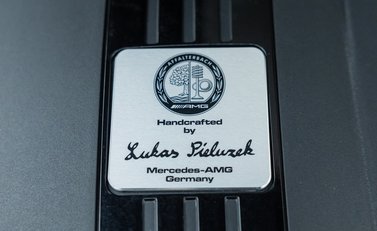 AFFALTERBACH
AMG
Handcrafted
by
Lukas Pieluzek
Mercedes-AMG
Germany